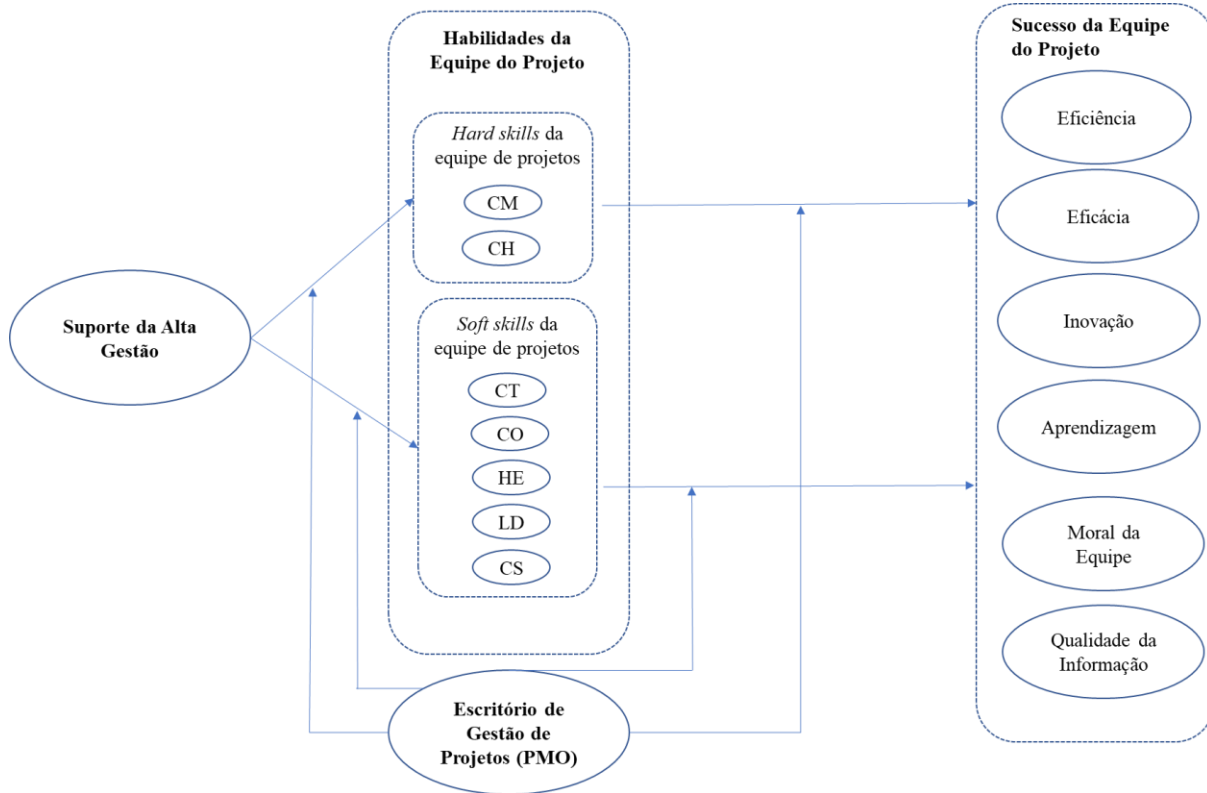 Habilidades da
Equipe do Projeto
Hard skills da
equipe de projetos
CM
CH
Soft skills da
equipe de projetos
CT
CO
HE
LD
CS
Suporte da Alta
Gestão
Escritório de
Gestão de
Projetos (PMO)
Sucesso da Equipe
do Projeto
Eficiência
Eficácia
Inovação
Aprendizagem
Moral da
Equipe
Qualidade da
Informação